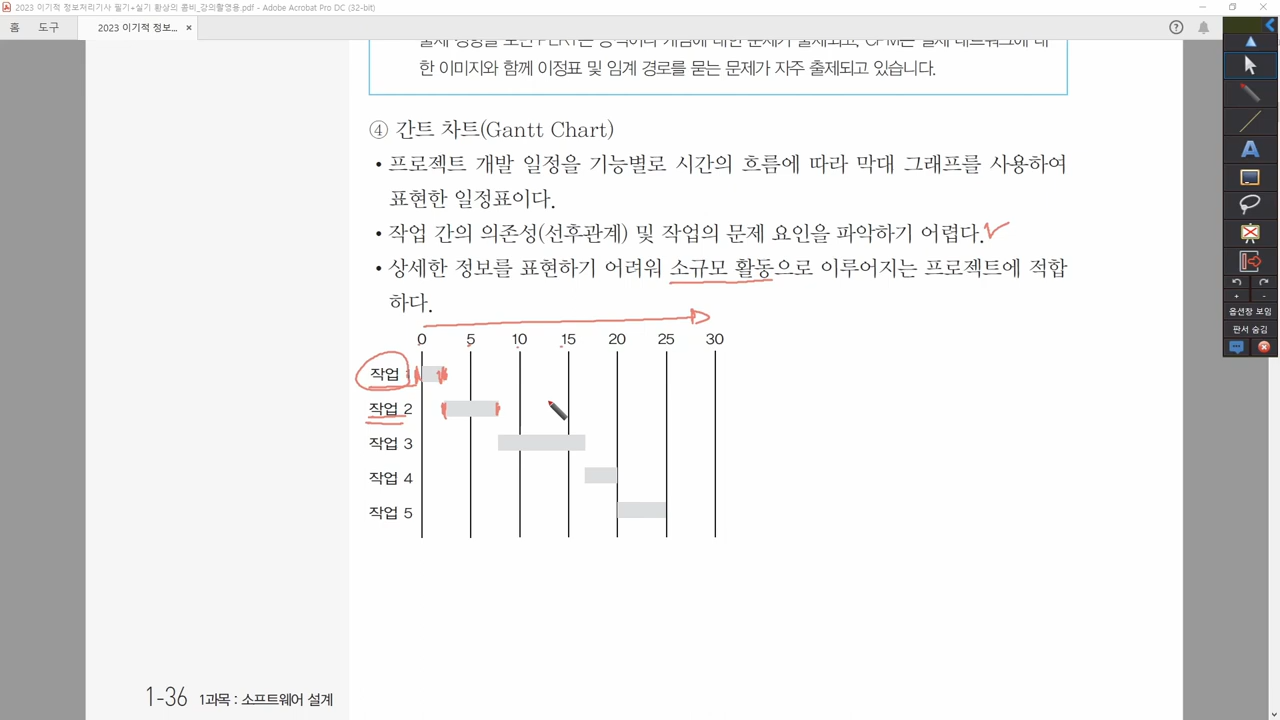 2023 이기적 정보처리기사 필기+실기 환상의 콤비_강의촬영용.pdf - Adobe Acrobat Pro DC (32-bit)
홈 도구 2023 이기적 정보... ×
한 이미지와 함께 이정표 및 임계 경로를 묻는 문제가 자주 출제되고 있습니다.
④ 간트 차트(Gantt Chart)
• 프로젝트 개발 일정을 기능별로 시간의 흐름에 따라 막대 그래프를 사용하여
표현한 일정표이다.
• 작업 간의 의존성(선후관계) 및 작업의 문제 요인을 파악하기 어렵다.
• 상세한 정보를 표현하기 어려워 소규모 활동으로 이루어지는 프로젝트에 적합
하다.
0 5 10 15 20 25 30
작업
작업 2
작업 3
작업 4
작업 5
1-36 1과목 : 소프트웨어 설계
옵션창 보임
판서 숨김